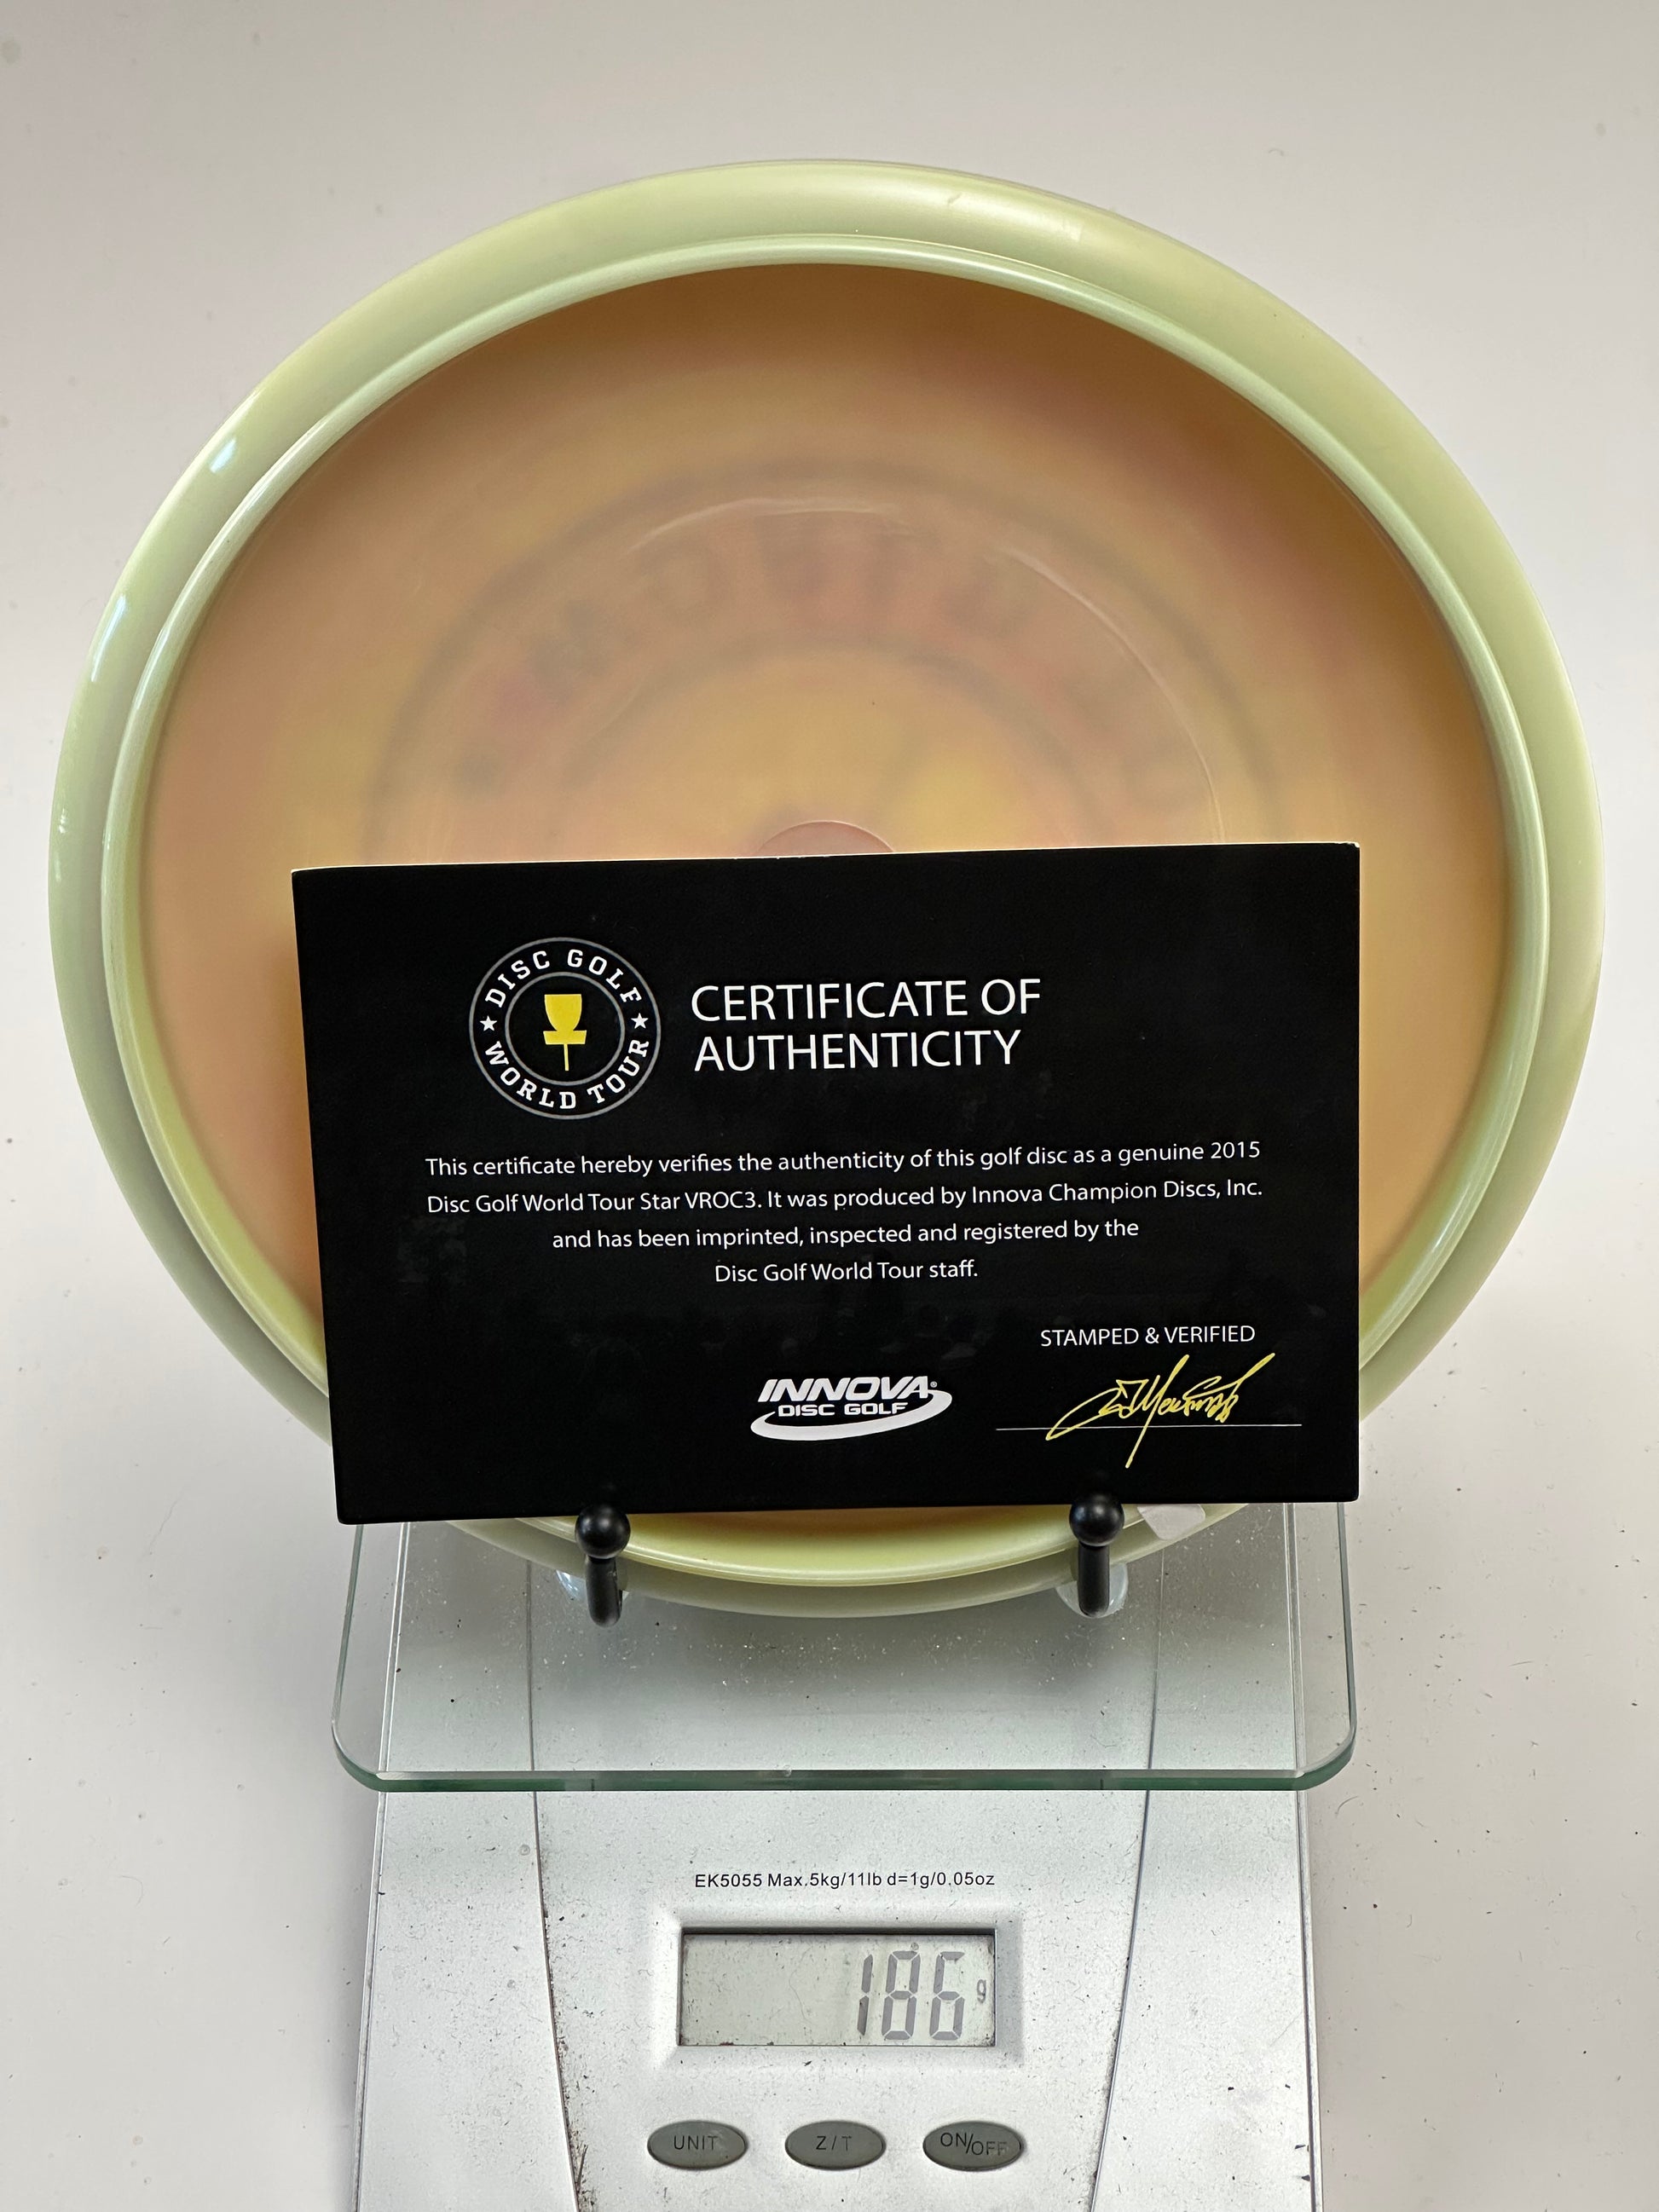 ★ DISC GOLF ★
WORLD TOUR
CERTIFICATE OF
AUTHENTICITY
This certificate hereby verifies the authenticity of this golf disc as a genuine 2015
Disc Golf World Tour Star VROC3. It was produced by Innova Champion Discs, Inc.
and has been imprinted, inspected and registered by the
Disc Golf World Tour staff.
STAMPED & VERIFIED
INNOVA®
DISC GOLF
EK5055 Max.5kg/11lb d=1g/0.05oz
186 g
UNIT
Z/T
ON/OFF